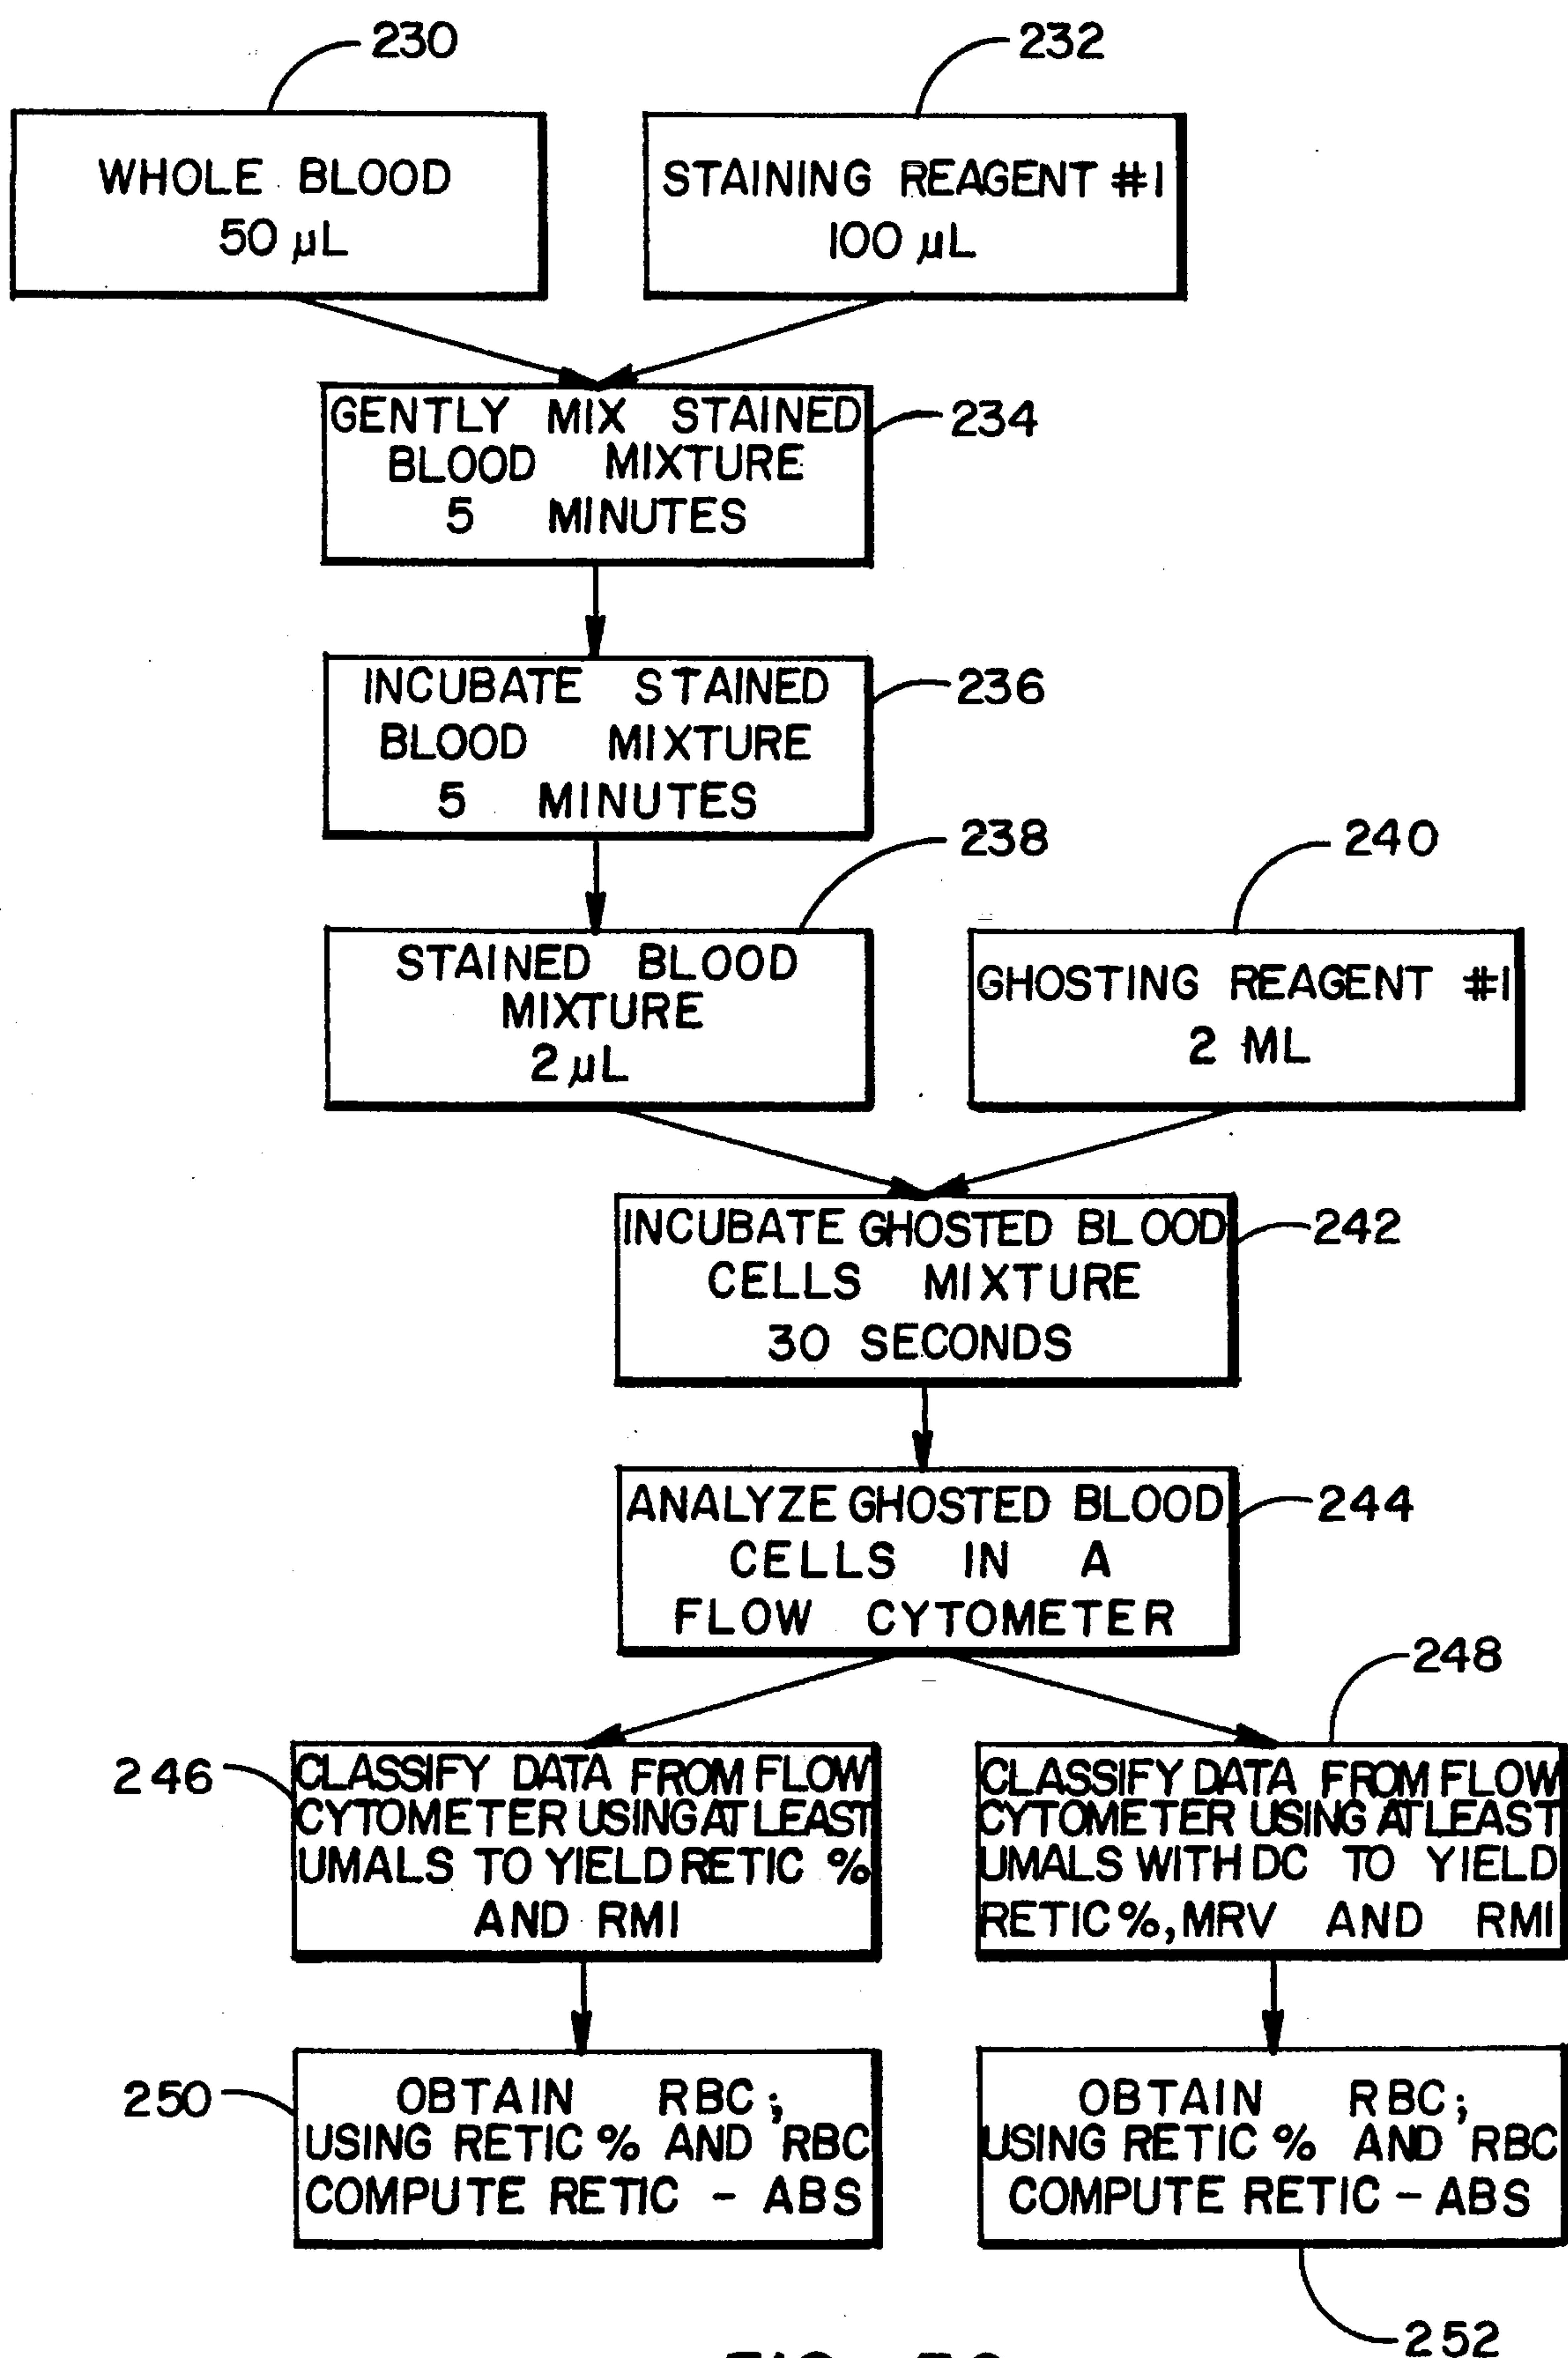 230
232
WHOLE BLOOD
50 µL
STAINING REAGENT #1
100 µL
GENTLY MIX STAINED
BLOOD MIXTURE
5 MINUTES
234
INCUBATE STAINED
BLOOD MIXTURE
5 MINUTES
236
238
240
STAINED BLOOD
MIXTURE
2 µL
GHOSTING REAGENT #1
2 ML
INCUBATE GHOSTED BLOOD
CELLS MIXTURE
30 SECONDS
242
ANALYZE GHOSTED BLOOD
CELLS IN A
FLOW CYTOMETER
244
248
246
CLASSIFY DATA FROM FLOW
CYTOMETER USING AT LEAST
UMALS TO YIELD RETIC %
AND RMI
CLASSIFY DATA FROM FLOW
CYTOMETER USING AT LEAST
UMALS WITH DC TO YIELD
RETIC %, MRV AND RMI
250
OBTAIN RBC;
USING RETIC % AND RBC
COMPUTE RETIC - ABS
OBTAIN RBC;
USING RETIC % AND RBC
COMPUTE RETIC - ABS
252